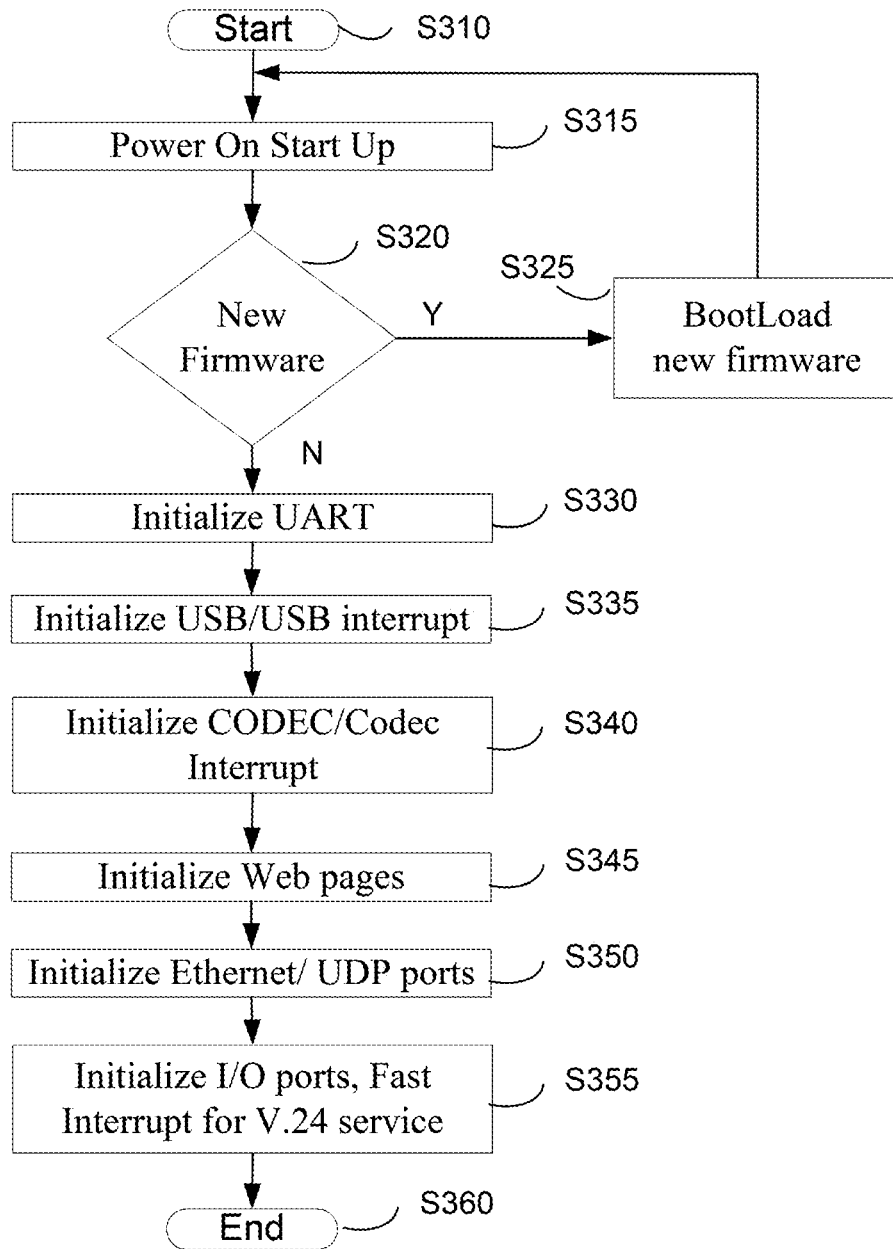 Start
S310
Power On Start Up
S315
S320
New
Firmware
Y
S325
BootLoad
new firmware
N
Initialize UART
S330
Initialize USB/USB interrupt
S335
Initialize CODEC/Codec
Interrupt
S340
Initialize Web pages
S345
Initialize Ethernet/ UDP ports
S350
Initialize I/O ports, Fast
Interrupt for V.24 service
S355
End
S360